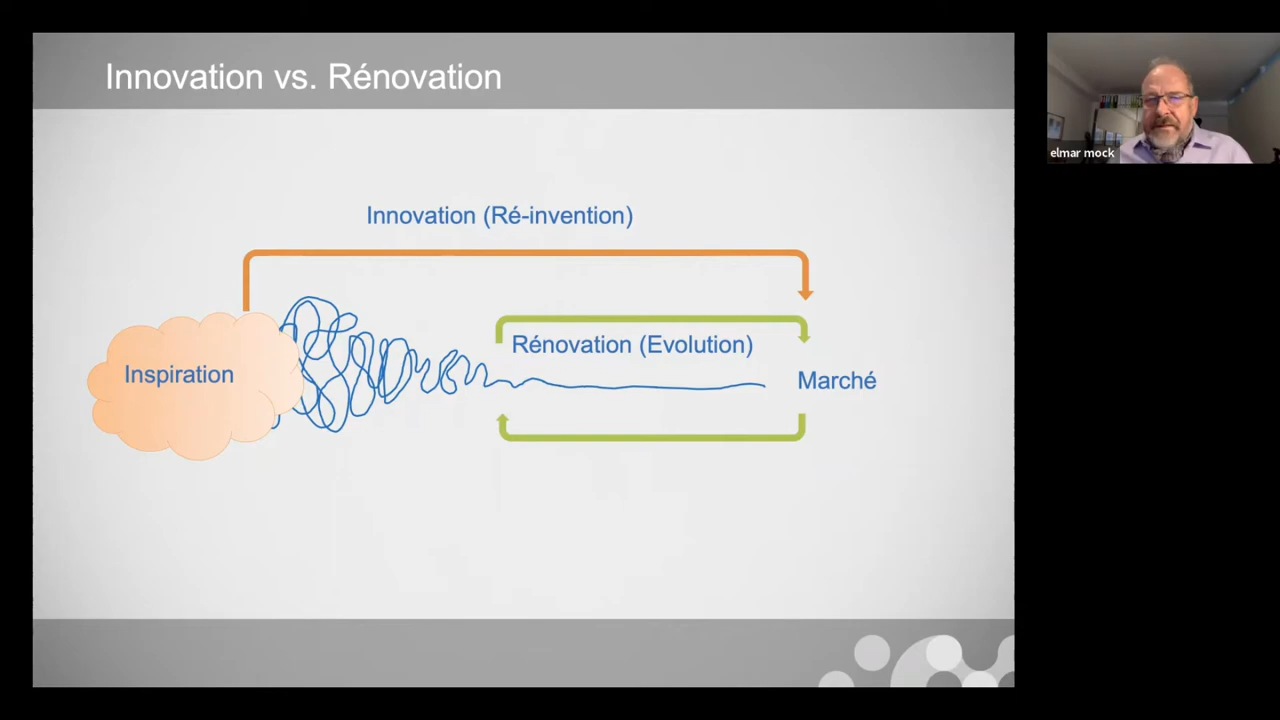 Innovation vs. Rénovation
elmar mock
Innovation (Ré-invention)
Rénovation (Evolution)
Inspiration
Marché